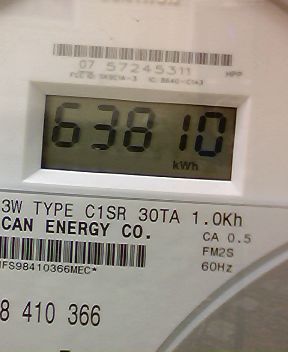 07 57245311 HPP
63810
kWh
3W TYPE C1SR 30TA 1.0Kh
CAN ENERGY CO.
CA 0.5
FM2S
60Hz
8 410 366